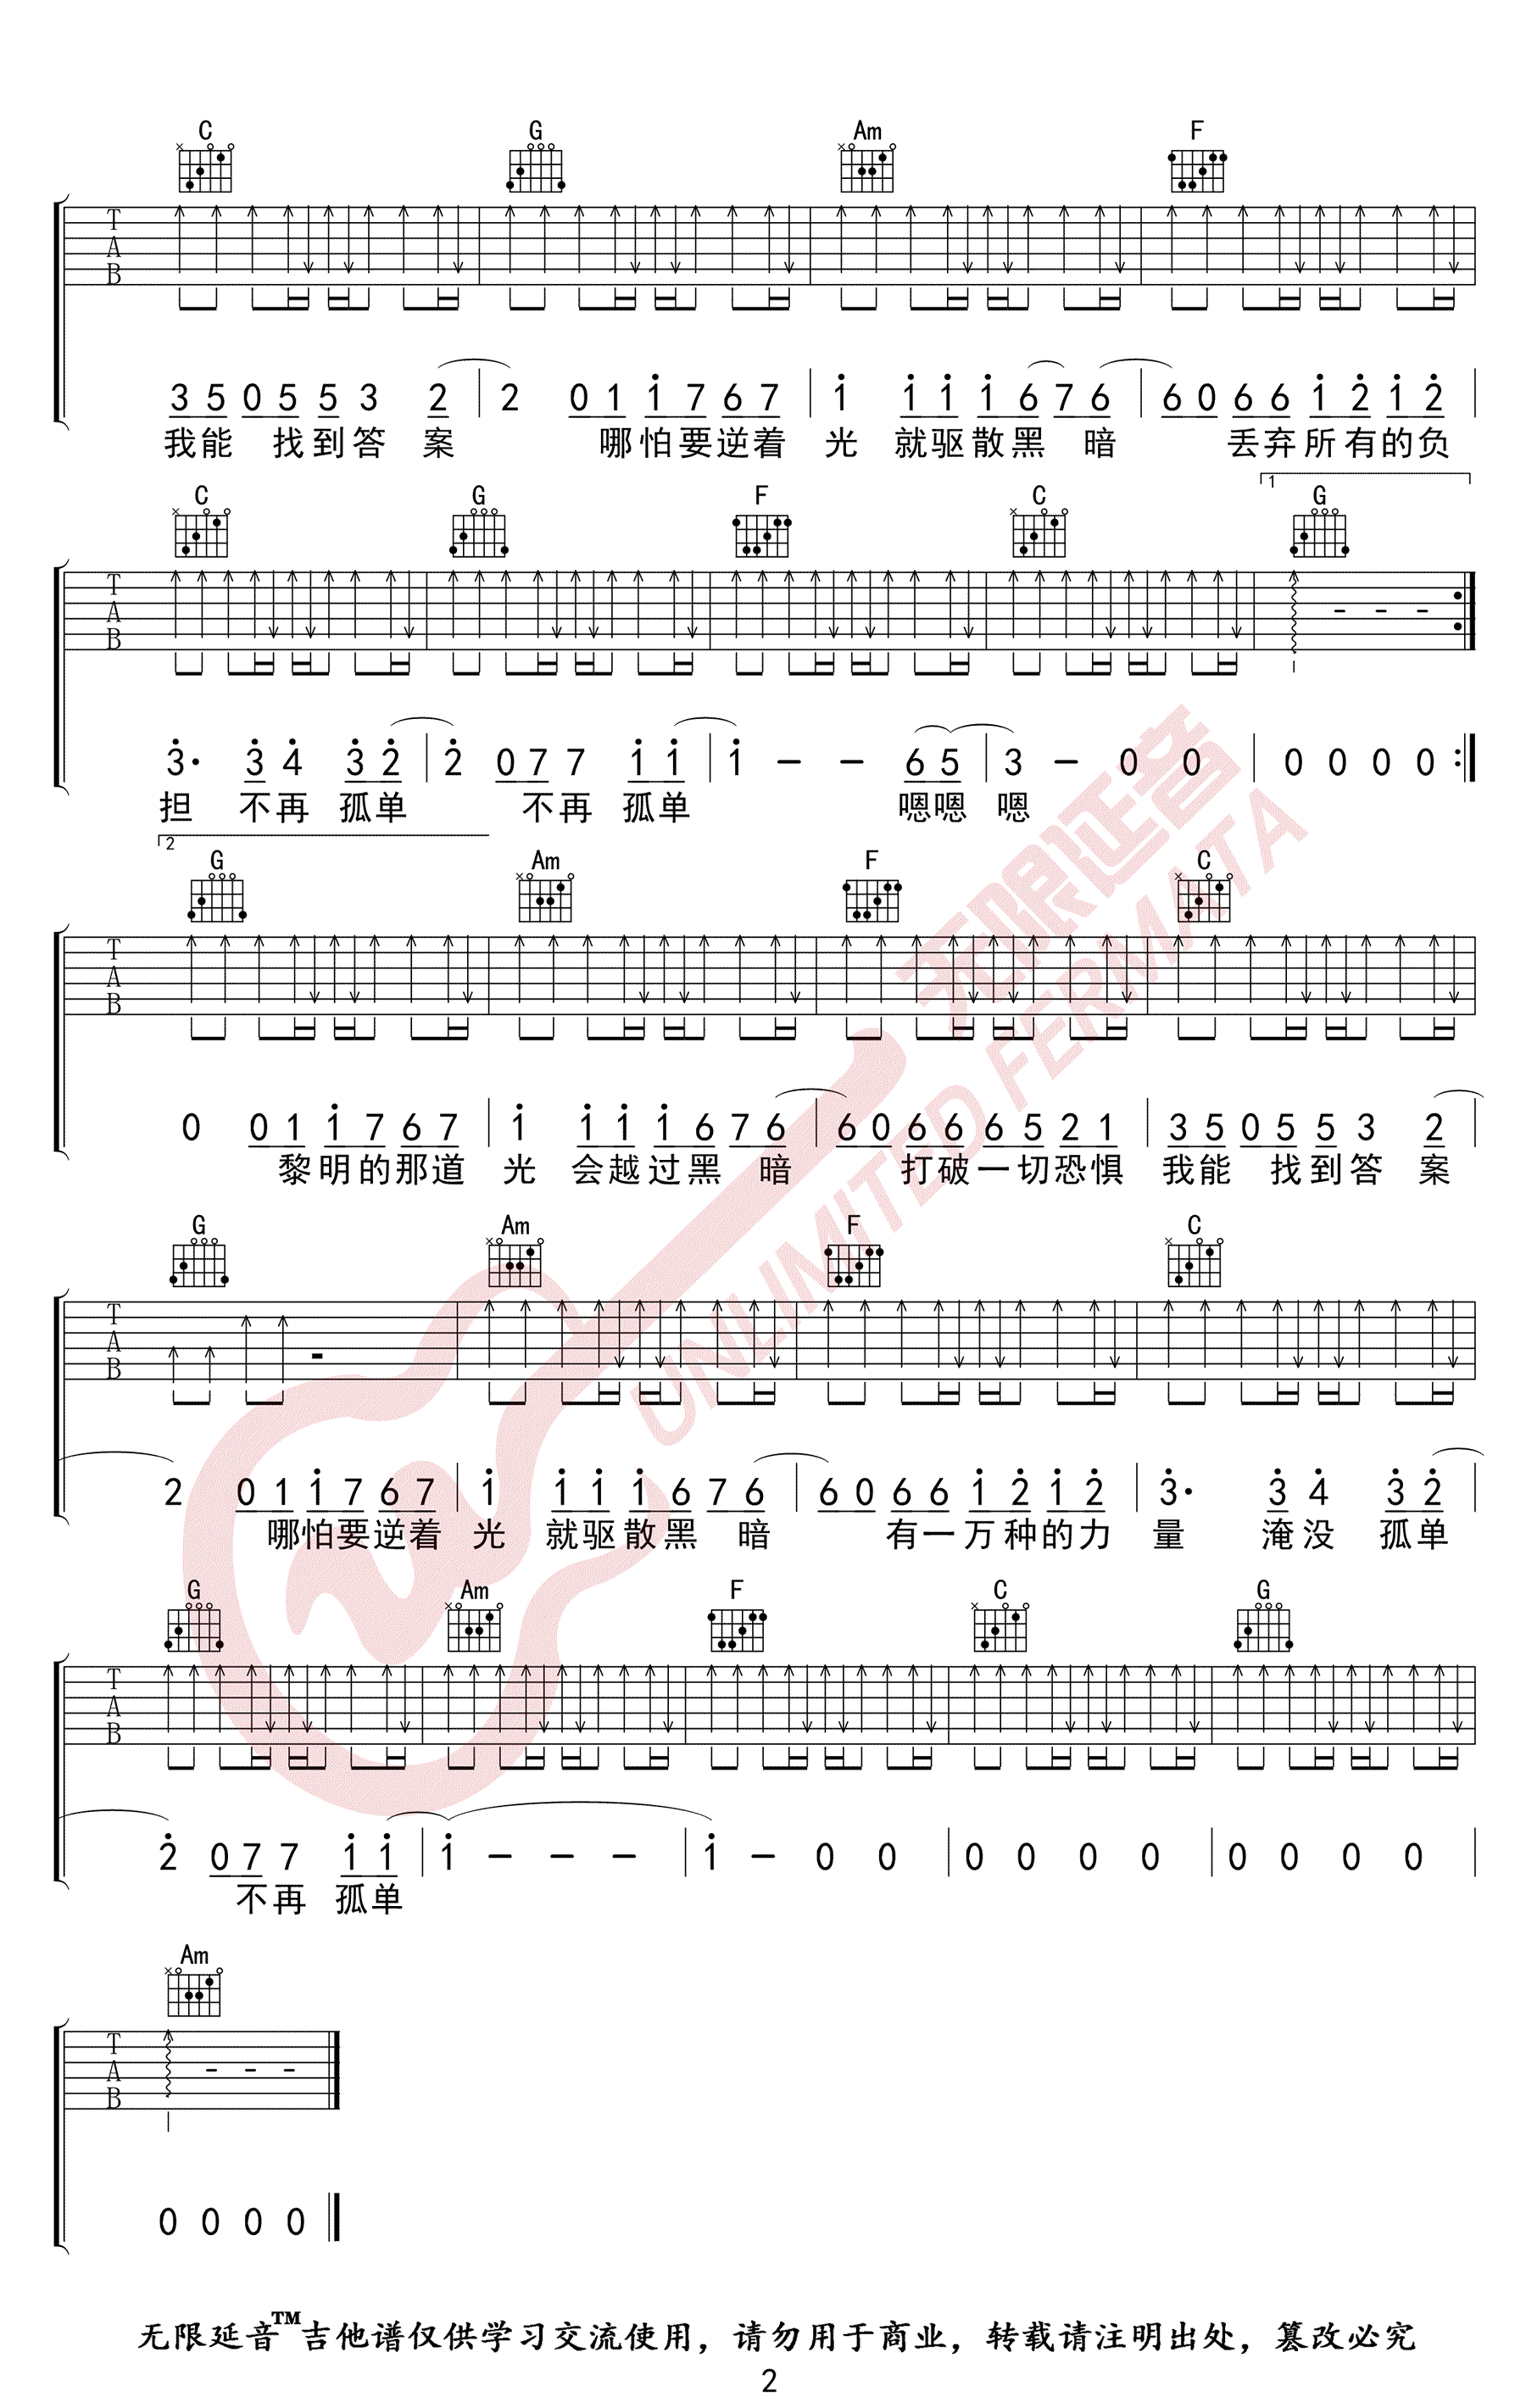 C G Am F
T
A
B
3 5 0 5 5 3 2 | 2 0 1 1 7 6 7 | 1 1 1 1 6 7 6 | 6 0 6 6 1 2 1 2 |
我能 找到答 案 哪怕要逆着 光 就驱散黑 暗 丢弃所有的负
1
C G F C G
T
A
B
3· 3 4 3 2 | 2 0 7 7 1 1 | 1 - - 6 5 | 3 - 0 0 | 0 0 0 0 :
担 不再 孤单 不再 孤单 嗯嗯 嗯
2
G Am F C
T
A
B
0 0 1 1 7 6 7 | 1 1 1 1 6 7 6 | 6 0 6 6 6 5 2 1 | 3 5 0 5 5 3 2 |
黎明的那道 光 会越过黑 暗 打破一切恐惧 我能 找到答 案
G Am F C
T
A
B
2 0 1 1 7 6 7 | 1 1 1 1 6 7 6 | 6 0 6 6 1 2 1 2 | 3· 3 4 3 2 |
哪怕要逆着 光 就驱散黑 暗 有一万种的力 量 淹没 孤单
G Am F C G
T
A
B
2 0 7 7 1 1 | 1 - - - | 1 - 0 0 | 0 0 0 0 | 0 0 0 0 |
不再 孤单
Am
T
A
B
0 0 0 0
无限延音
UNLIMITED FERMATA
无限延音™吉他谱仅供学习交流使用，请勿用于商业，转载请注明出处，篡改必究
2